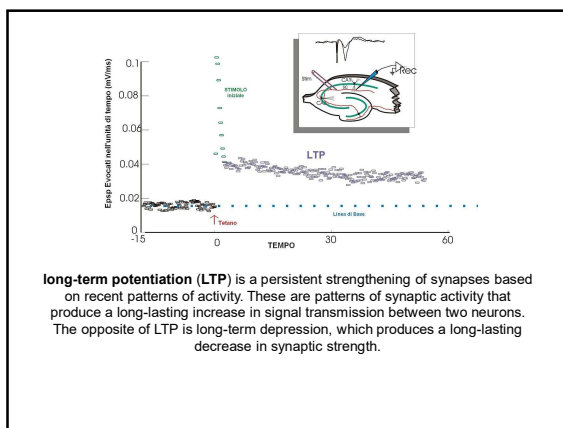 0.1
0.08
0.06
0.04
0.02
0
Epsp Evocati nell'unità di tempo (mV/ms)
STIMOLO
iniziale
LTP
Linea di Base
Tetano
-15
0
30
60
TEMPO
Stim
Rec
CA1
long-term potentiation (LTP) is a persistent strengthening of synapses based
on recent patterns of activity. These are patterns of synaptic activity that
produce a long-lasting increase in signal transmission between two neurons.
The opposite of LTP is long-term depression, which produces a long-lasting
decrease in synaptic strength.